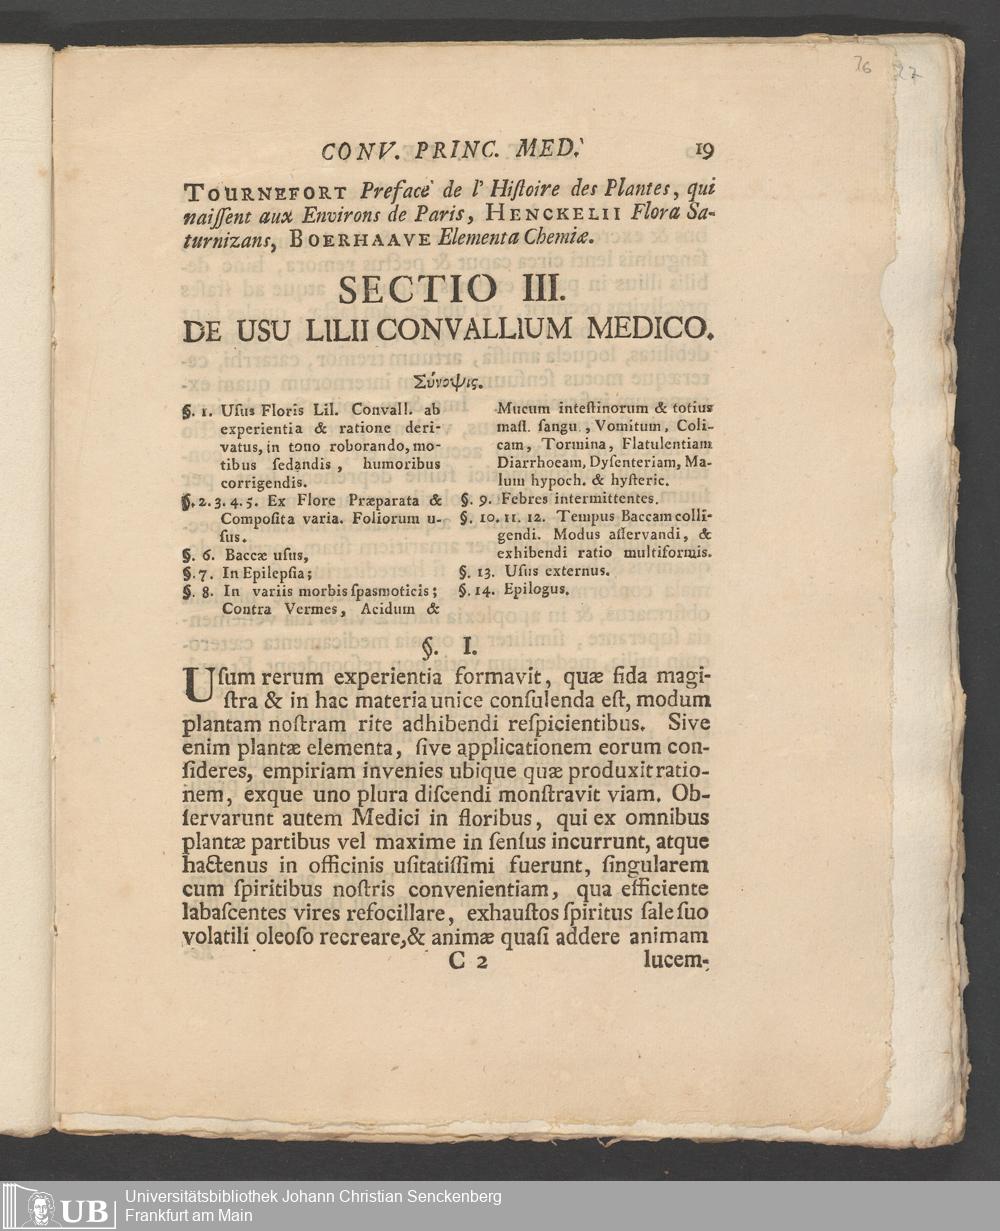 76 27
CONV. PRINC. MED. 19
TOURNEFORT Preface de l' Hiſtoire des Plantes, qui
naiſſent aux Environs de Paris, HENCKELII Flora Sa-
turnizans, BOERHAAVE Elementa Chemiæ.
SECTIO III.
DE USU LILII CONVALLIUM MEDICO.
Σύνοψις.
§. 1. Uſus Floris Lil. Convall. ab
experientia & ratione deri-
vatus, in tono roborando, mo-
tibus ſedandis, humoribus
corrigendis.
§. 2. 3. 4. 5. Ex Flore Præparata &
Compoſita varia. Foliorum u-
ſus.
§. 6. Baccæ uſus,
§. 7. In Epilepſia;
§. 8. In variis morbis ſpasmoticis;
Contra Vermes, Acidum &
Mucum inteſtinorum & totius
maſſ. ſangu., Vomitum, Coli-
cam, Tormina, Flatulentiam
Diarrhoeam, Dyſenteriam, Ma-
lum hypoch. & hyſteric.
§. 9. Febres intermittentes.
§. 10. 11. 12. Tempus Baccam colli-
gendi. Modus aſſervandi, &
exhibendi ratio multiformis.
§. 13. Uſus externus.
§. 14. Epilogus.
§. I.
Uſum rerum experientia formavit, quæ fida magi-
ſtra & in hac materia unice conſulenda eſt, modum
plantam noſtram rite adhibendi reſpicientibus. Sive
enim plantæ elementa, ſive applicationem eorum con-
ſideres, empiriam invenies ubique quæ produxit ratio-
nem, exque uno plura diſcendi monſtravit viam. Ob-
ſervarunt autem Medici in floribus, qui ex omnibus
plantæ partibus vel maxime in ſenſus incurrunt, atque
hactenus in officinis uſitatiſſimi fuerunt, ſingularem
cum ſpiritibus noſtris convenientiam, qua efficiente
labaſcentes vires refocillare, exhauſtos ſpiritus ſale ſuo
volatili oleoſo recreare, & animæ quaſi addere animam
C 2 lucem-
Universitätsbibliothek Johann Christian Senckenberg
Frankfurt am Main
UB